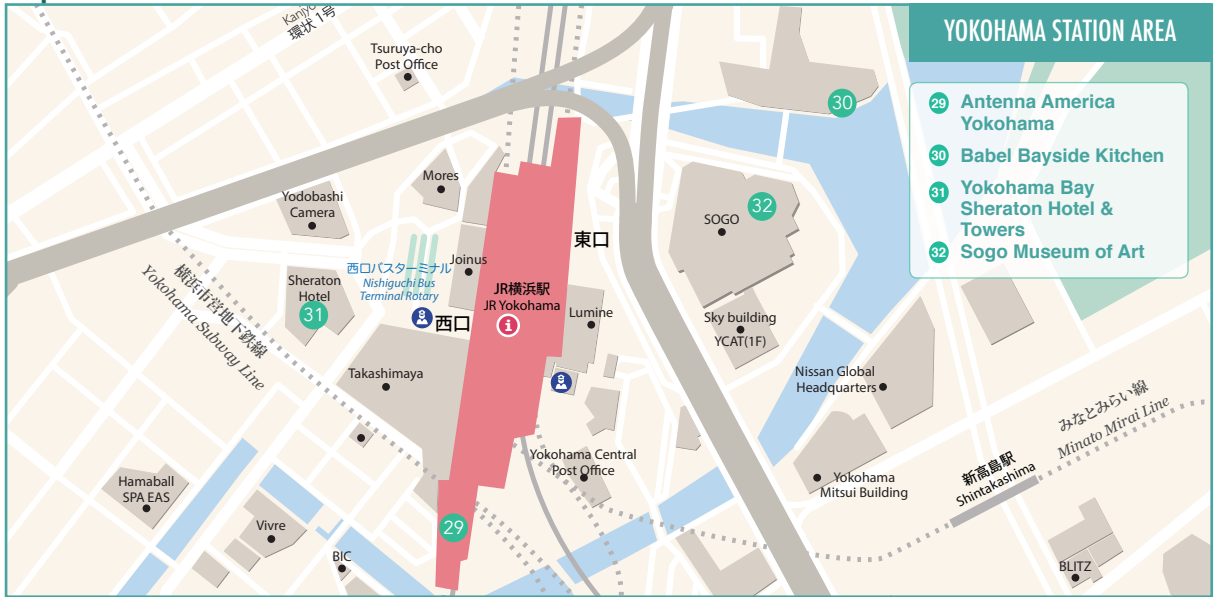 YOKOHAMA STATION AREA
29 Antenna America
Yokohama
30 Babel Bayside Kitchen
31 Yokohama Bay
Sheraton Hotel &
Towers
32 Sogo Museum of Art
環状1号
Tsuruya-cho
Post Office
30
Mores
Yodobashi
Camera
32
SOGO
東口
Joinus
西口バスターミナル
Nishiguchi Bus
Terminal Rotary
横浜市営地下鉄線
Yokohama Subway Line
Sheraton
Hotel
31
JR横浜駅
JR Yokohama
i
西口
Lumine
Sky building
YCAT(1F)
Takashimaya
Nissan Global
Headquarters
みなとみらい線
Minato Mirai Line
Yokohama Central
Post Office
Yokohama
Mitsui Building
新高島駅
Shintakashima
Hamaball
SPA EAS
Vivre
29
BIC
BLITZ